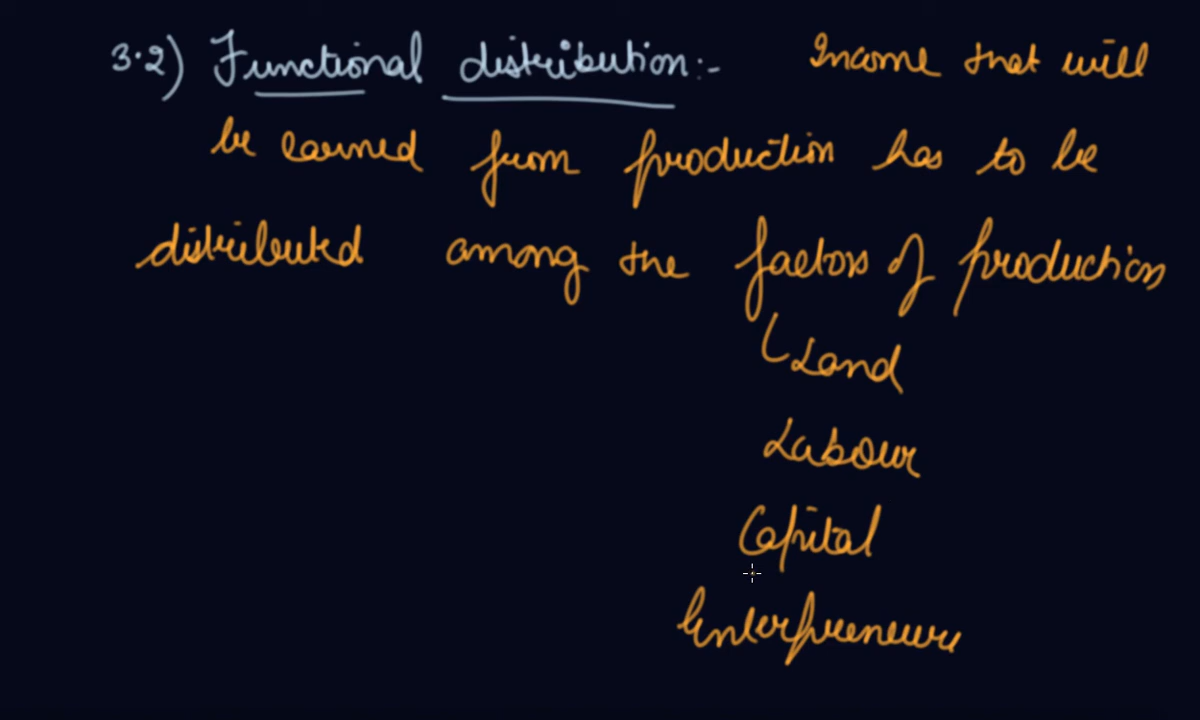 3.2) Functional distribution:- Income that will
be earned from production has to be
distributed among the factors of production
Land
Labour
Capital
Enterpreneure